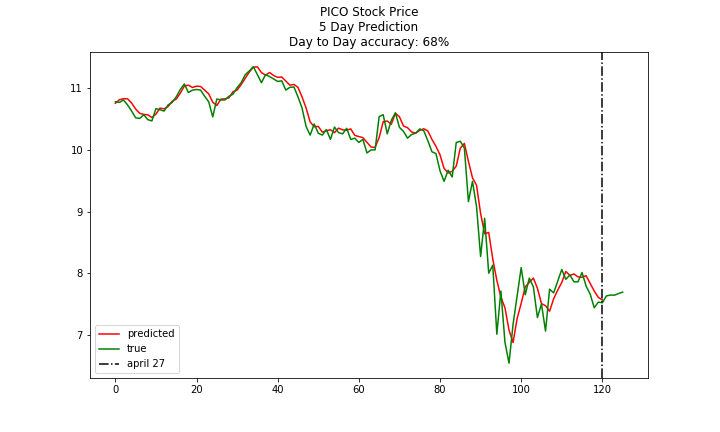 PICO Stock Price
5 Day Prediction
Day to Day accuracy: 68%
11
10
9
8
7
predicted
true
april 27
0 20 40 60 80 100 120